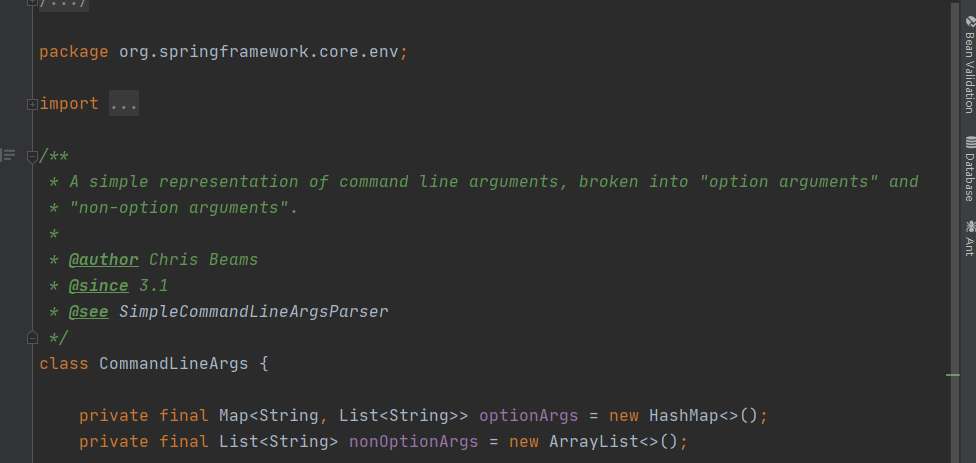 /.../
package org.springframework.core.env;
import ...
/**
* A simple representation of command line arguments, broken into "option arguments" and
* "non-option arguments".
*
* @author Chris Beams
* @since 3.1
* @see SimpleCommandLineArgsParser
*/
class CommandLineArgs {
private final Map<String, List<String>> optionArgs = new HashMap<>();
private final List<String> nonOptionArgs = new ArrayList<>();
Bean Validation
Database
Ant